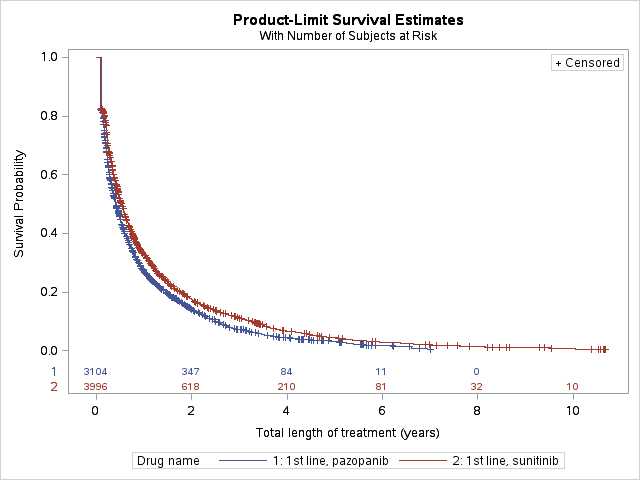 Product-Limit Survival Estimates
With Number of Subjects at Risk
+ Censored
1.0
0.8
0.6
0.4
0.2
0.0
Survival Probability
1 3104 347 84 11 0
2 3996 618 210 81 32 10
0 2 4 6 8 10
Total length of treatment (years)
Drug name 1: 1st line, pazopanib 2: 1st line, sunitinib